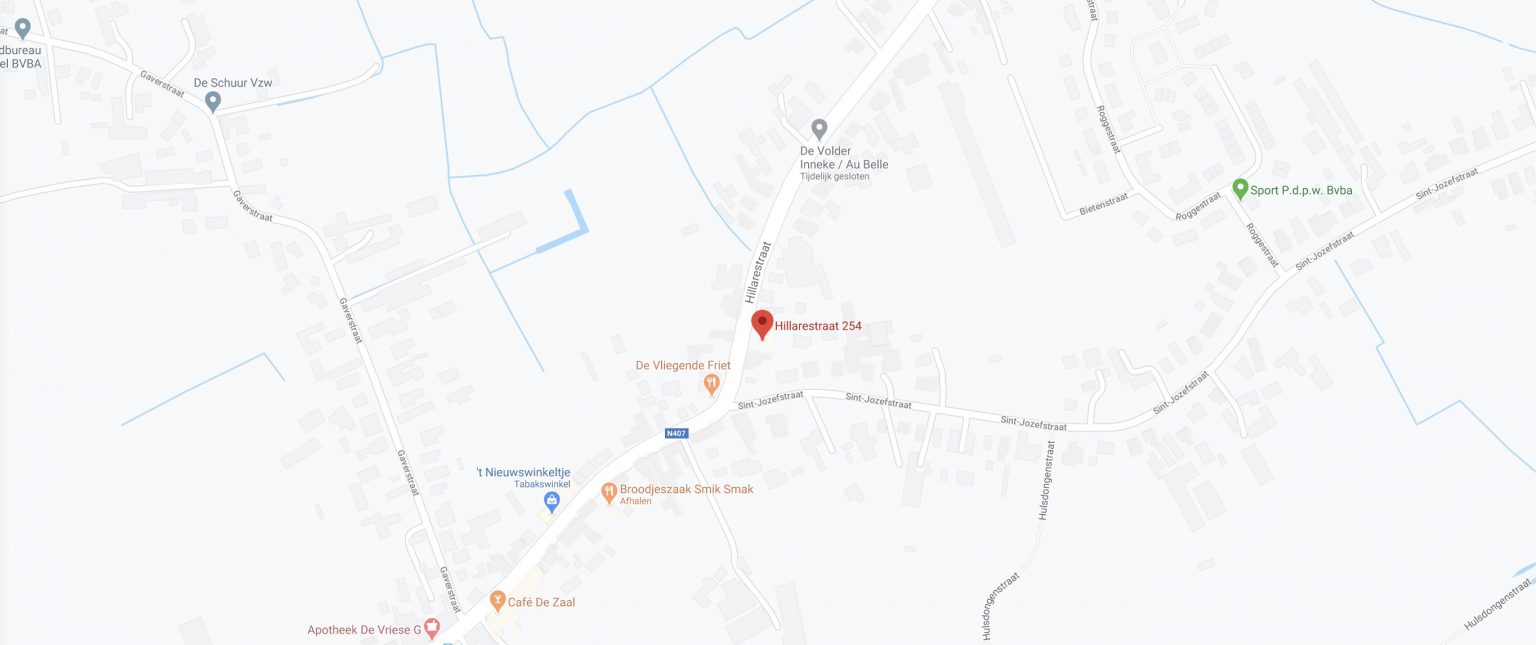 dbureau
el BVBA
at
Gaverstraat
De Schuur Vzw
Gaverstraat
De Volder
Inneke / Au Belle
Tijdelijk gesloten
traat
Roggestraat
Bietenstraat
Roggestraat
Sport P.d.p.w. Bvba
Roggestraat
Sint-Jozefstraat
Sint-Jozefstraat
Hillarestraat
Gaverstraat
Hillarestraat 254
De Vliegende Friet
Sint-Jozefstraat
Sint-Jozefstraat
Sint-Jozefstraat
Sint-Jozefstraat
N407
Gaverstraat
't Nieuwswinkeltje
Tabakswinkel
Broodjeszaak Smik Smak
Afhalen
Hulsdongenstraat
Gaverstraat
Café De Zaal
Apotheek De Vriese G
Hulsdongenstraat
Hulsdongenstraat